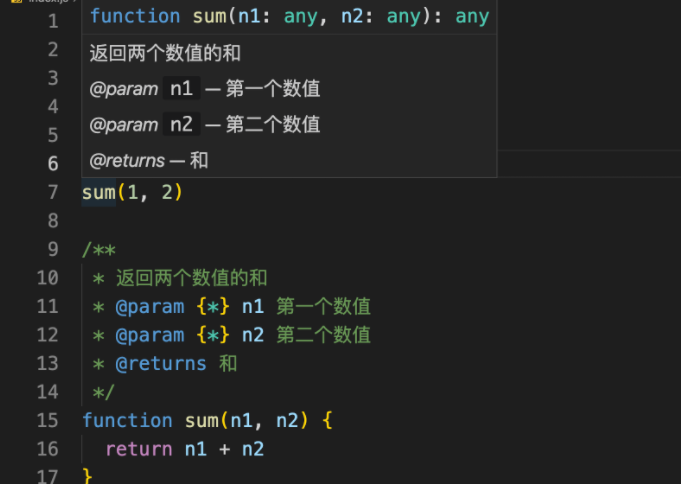 index.js
1
function sum(n1: any, n2: any): any
2
返回两个数值的和
3
@param n1 — 第一个数值
4
@param n2 — 第二个数值
5
6
@returns — 和
7 sum(1, 2)
8
9 /**
10 * 返回两个数值的和
11 * @param {*} n1 第一个数值
12 * @param {*} n2 第二个数值
13 * @returns 和
14 */
15 function sum(n1, n2) {
16 return n1 + n2
17 }